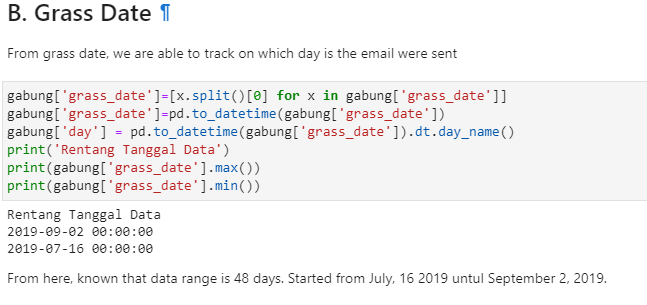 B. Grass Date ¶
From grass date, we are able to track on which day is the email were sent
gabung['grass_date']=[x.split()[0] for x in gabung['grass_date']]
gabung['grass_date']=pd.to_datetime(gabung['grass_date'])
gabung['day'] = pd.to_datetime(gabung['grass_date']).dt.day_name()
print('Rentang Tanggal Data')
print(gabung['grass_date'].max())
print(gabung['grass_date'].min())
Rentang Tanggal Data
2019-09-02 00:00:00
2019-07-16 00:00:00
From here, known that data range is 48 days. Started from July, 16 2019 untul September 2, 2019.